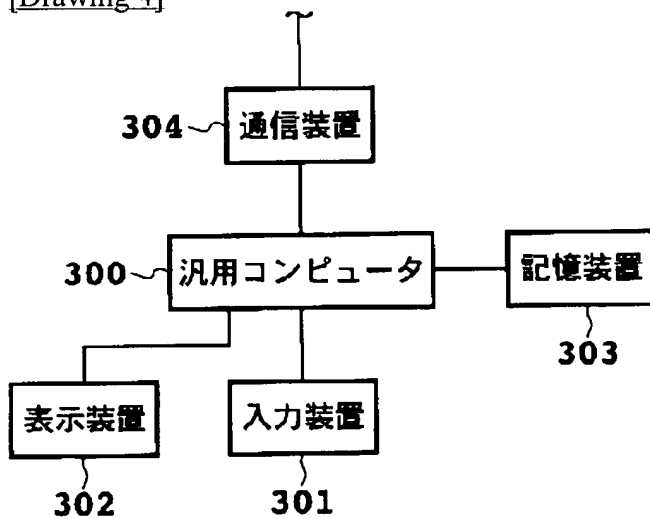 [Drawing 4]
304 通信装置
300 汎用コンピュータ
記憶装置
303
表示装置
入力装置
302
301